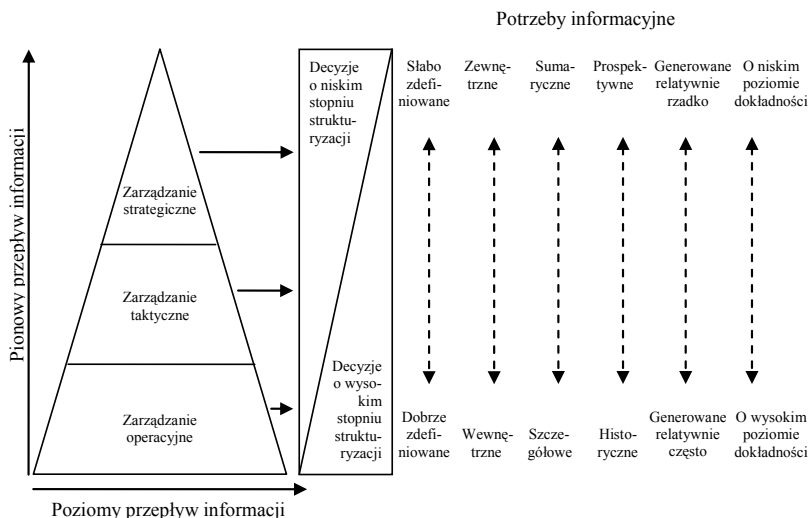 Potrzeby informacyjne
Decyzje
o niskim
stopniu
struktu-
ryzacji
Słabo
zdefi-
niowane
Zewnę-
trzne
Suma-
ryczne
Prospek-
tywne
Generowane
relatywnie
rzadko
O niskim
poziomie
dokładności
Pionowy przepływ informacji
Zarządzanie
strategiczne
Zarządzanie
taktyczne
Zarządzanie
operacyjne
Decyzje
o wyso-
kim
stopniu
struktu-
ryzacji
Dobrze
zdefi-
niowane
Wewnę-
trzne
Szcze-
gółowe
Histo-
ryczne
Generowane
relatywnie
często
O wysokim
poziomie
dokładności
Poziomy przepływ informacji